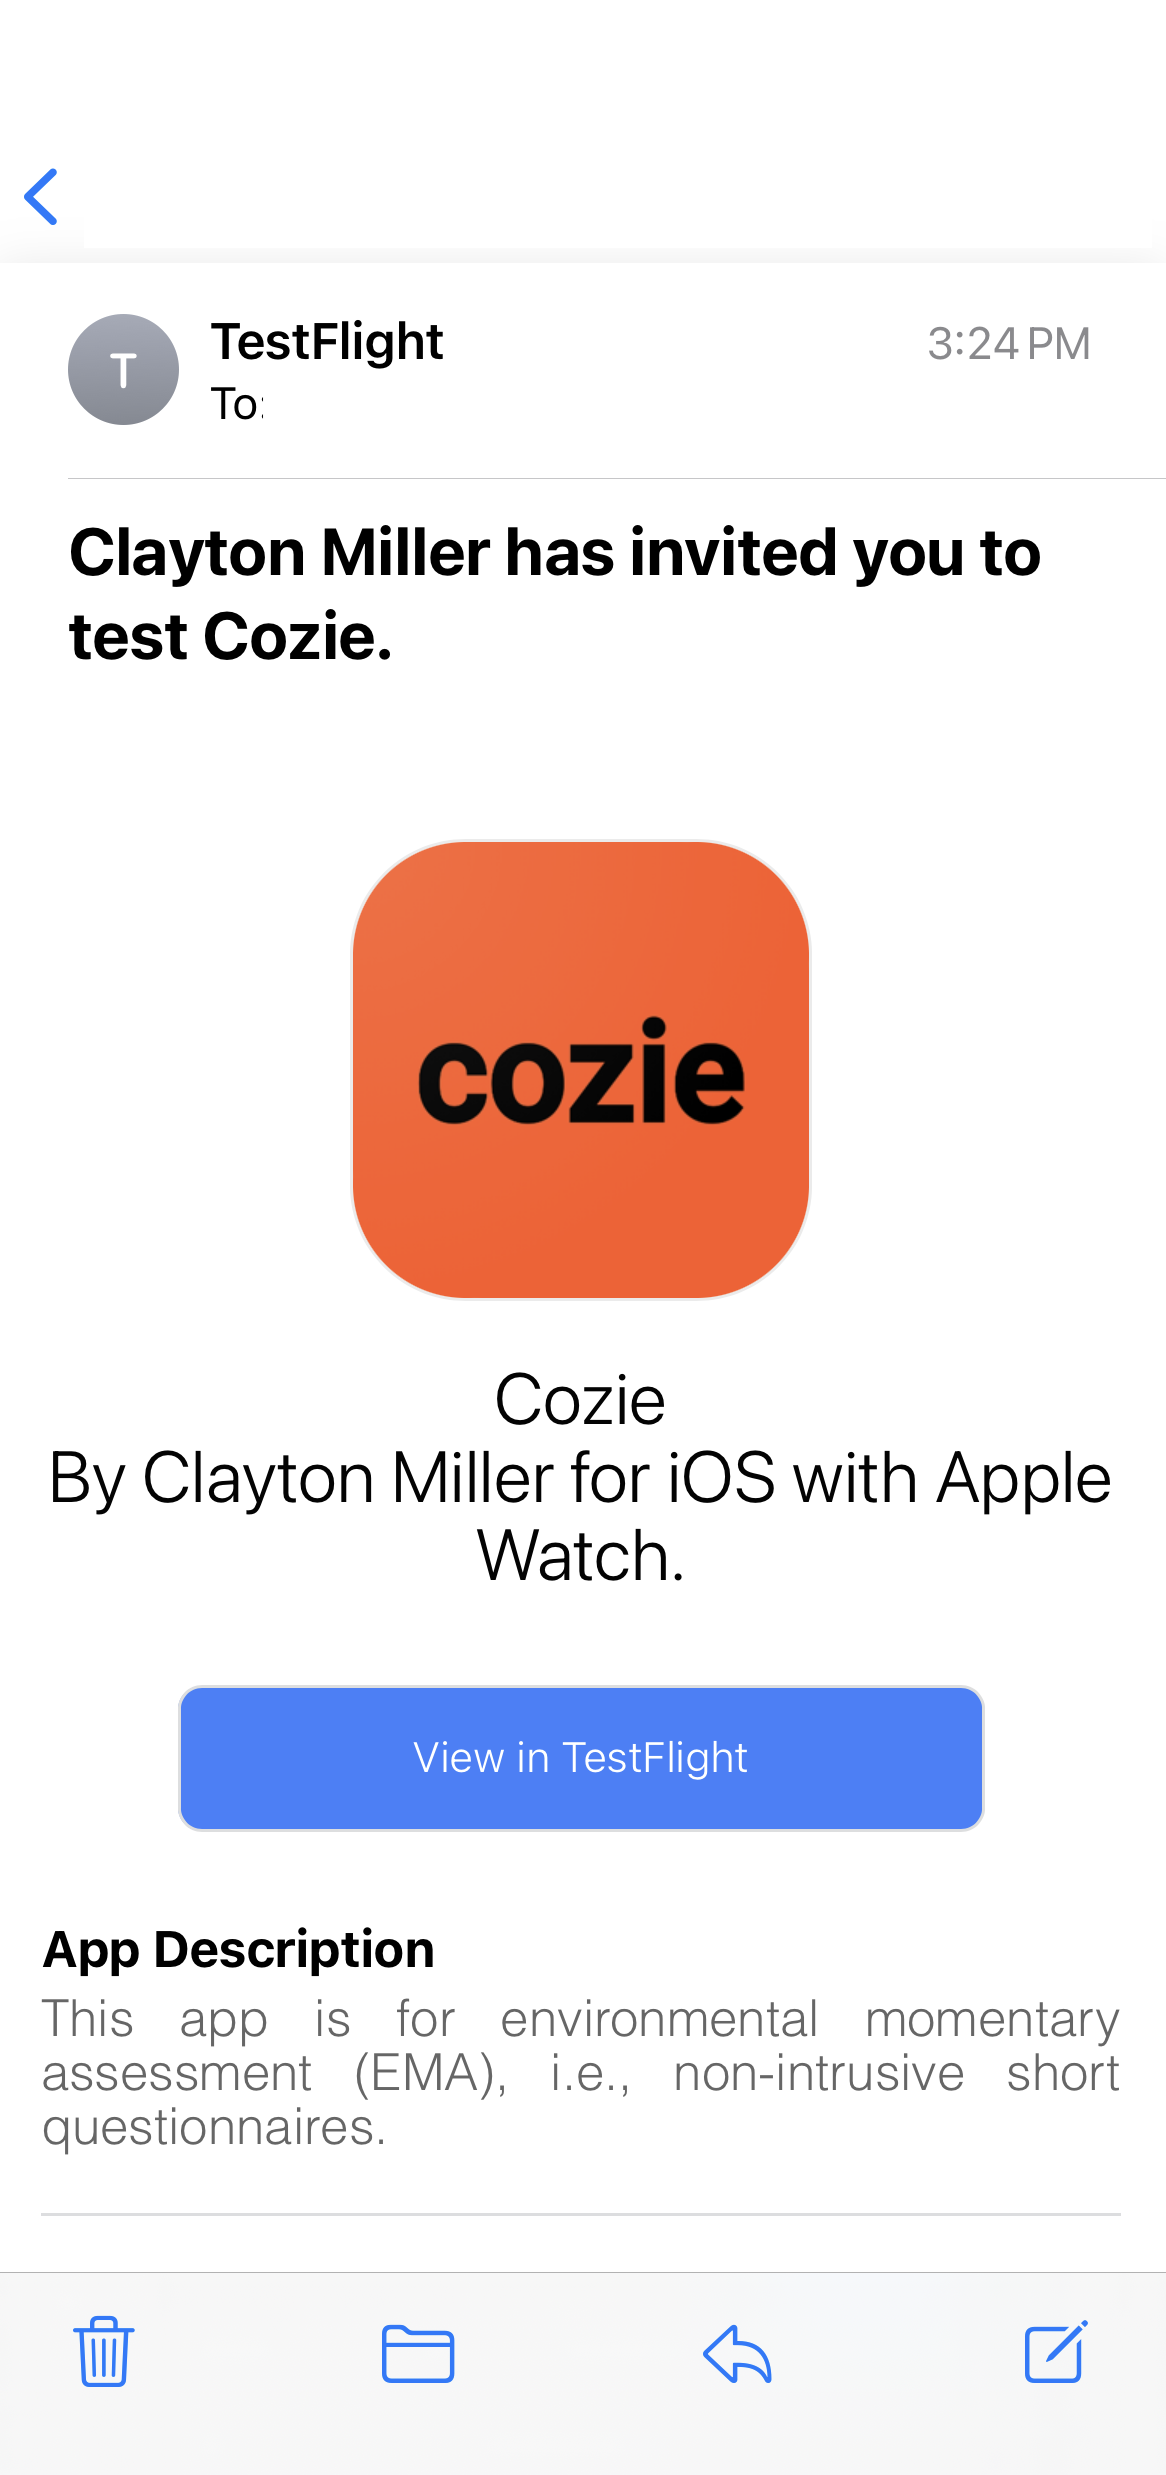 T
TestFlight
3:24 PM
To:
Clayton Miller has invited you to
test Cozie.
cozie
Cozie
By Clayton Miller for iOS with Apple
Watch.
View in TestFlight
App Description
This app is for environmental momentary
assessment (EMA), i.e., non-intrusive short
questionnaires.